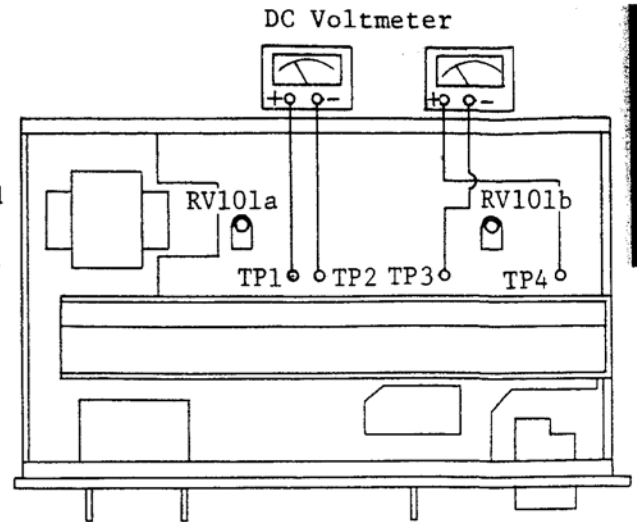 DC Voltmeter
+ - + -
RV101a RV101b
TP1 TP2 TP3 TP4